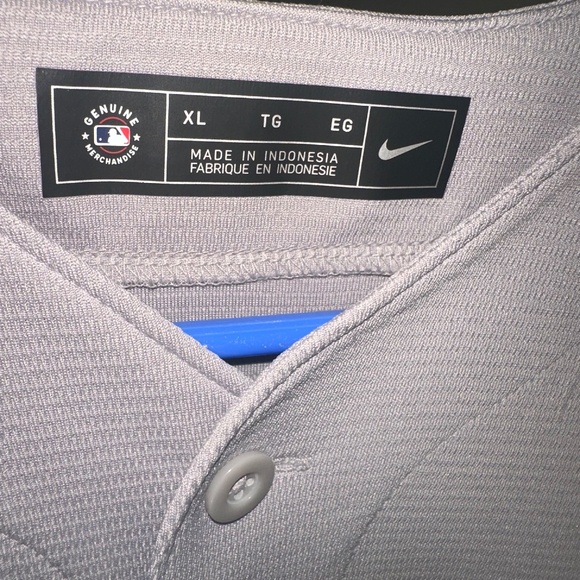 GENUINE
MERCHANDISE
XL TG EG
MADE IN INDONESIA
FABRIQUE EN INDONESIE